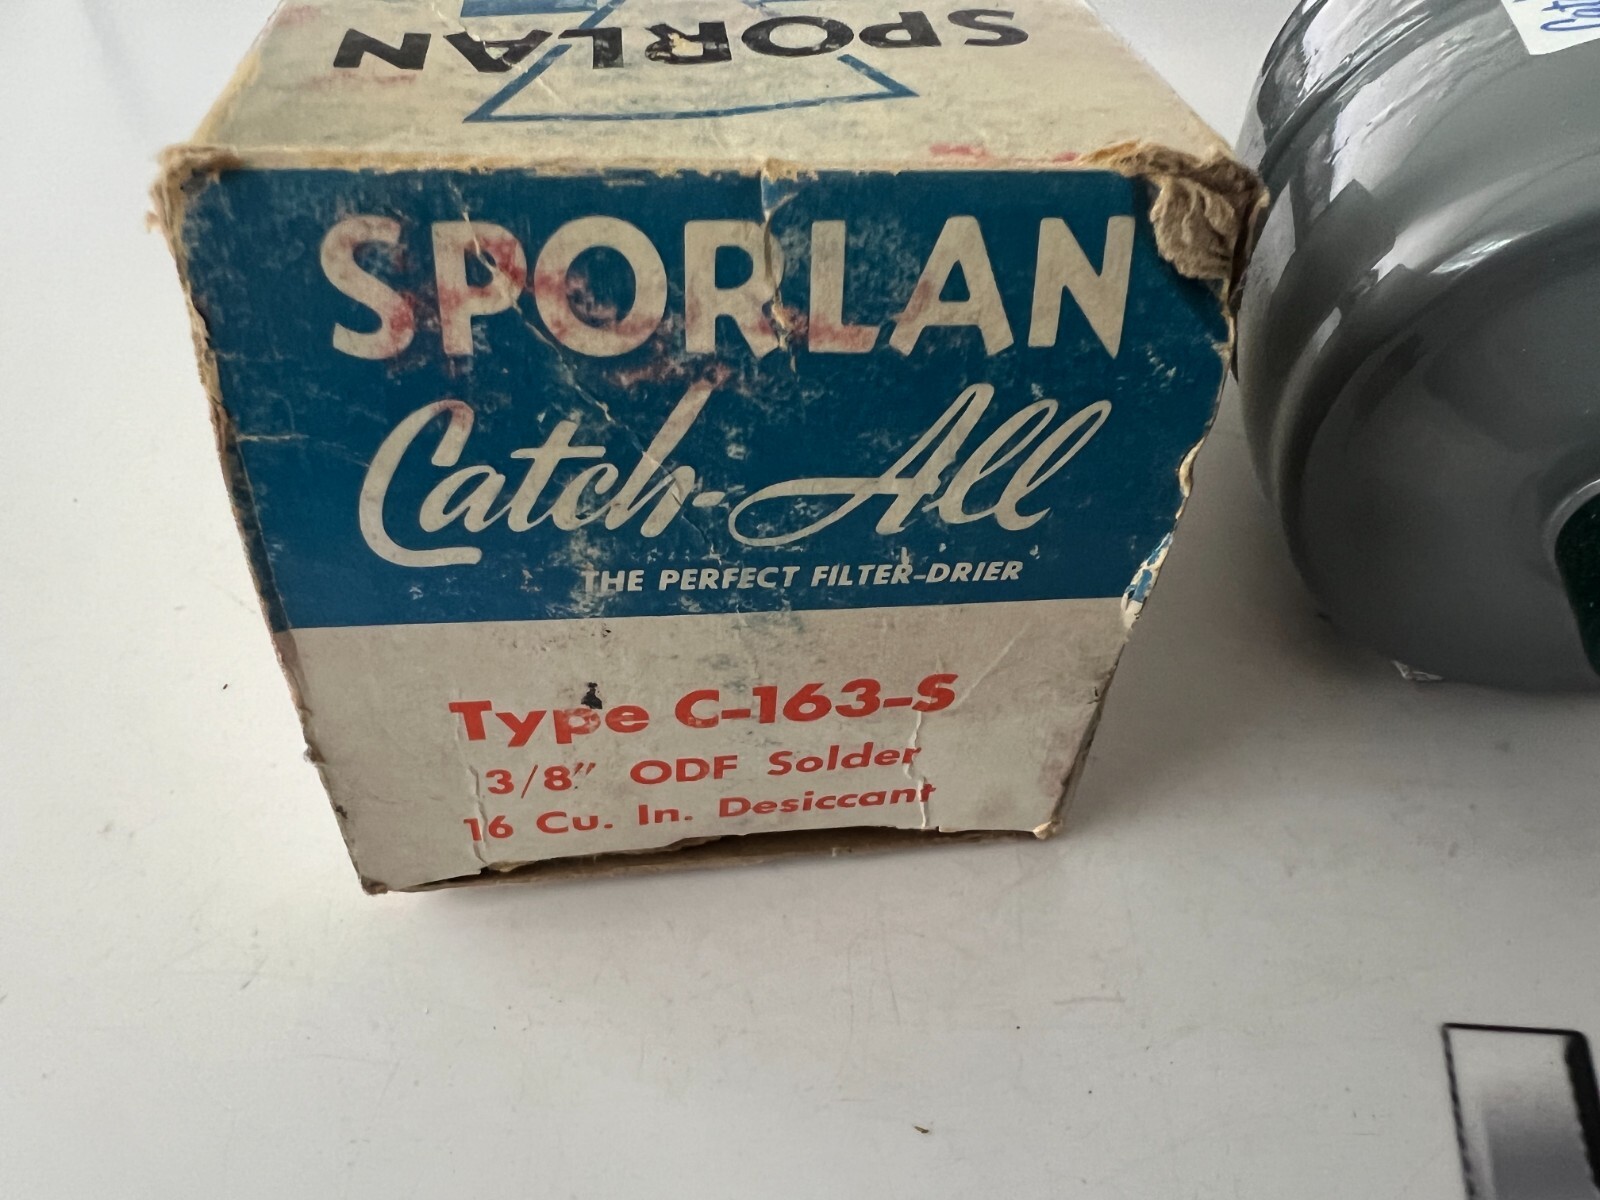 SPORLAN
SPORLAN
Catch-All
THE PERFECT FILTER-DRIER
Type C-163-S
3/8" ODF Solder
16 Cu. In. Desiccant